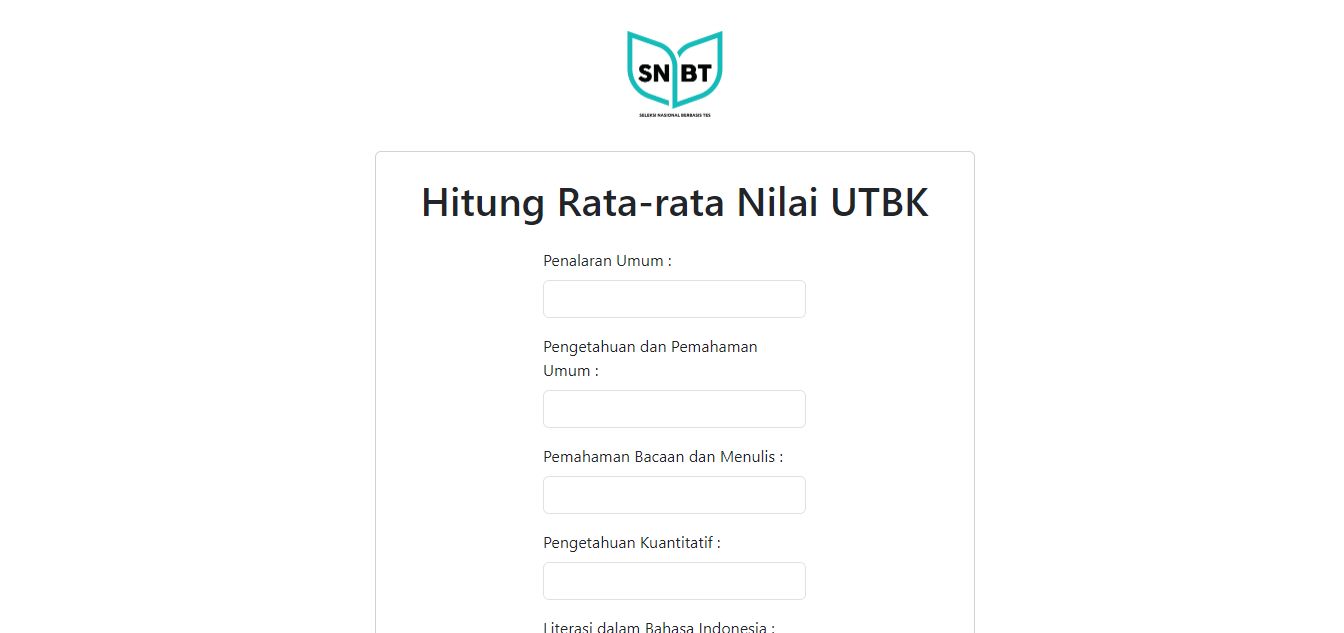 SN BT
SELEKSI NASIONAL BERBASIS TES
Hitung Rata-rata Nilai UTBK
Penalaran Umum :
Pengetahuan dan Pemahaman
Umum :
Pemahaman Bacaan dan Menulis :
Pengetahuan Kuantitatif :
Literasi dalam Bahasa Indonesia :